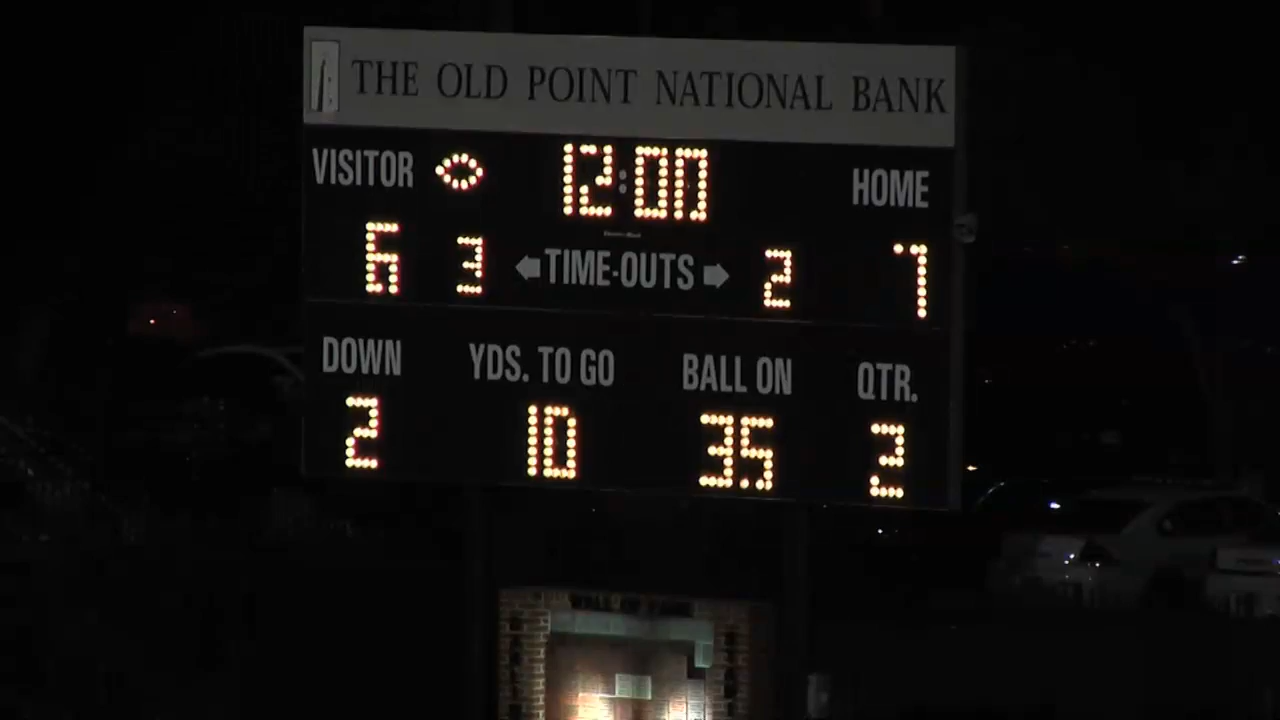 THE OLD POINT NATIONAL BANK
VISITOR 12:00 HOME
6 3 TIME-OUTS 2 7
DOWN YDS. TO GO BALL ON QTR.
2 10 35 2